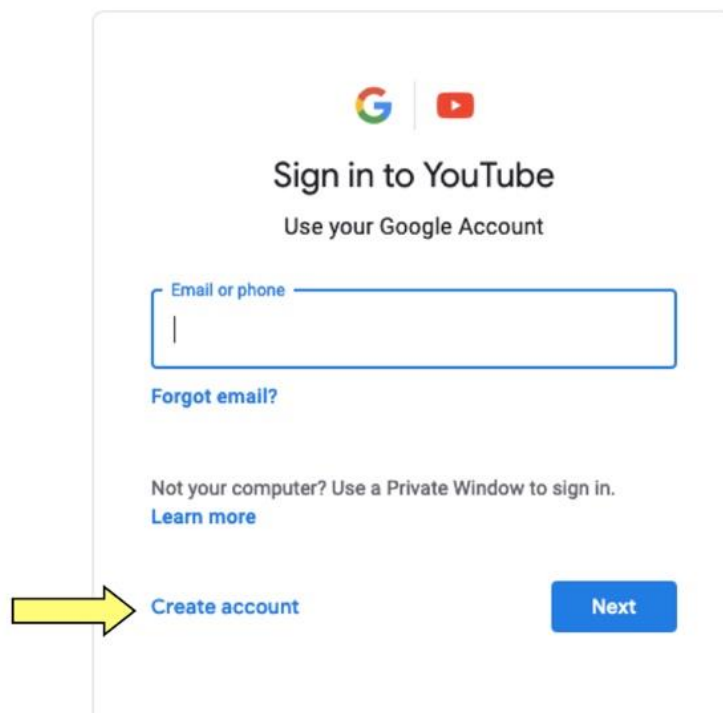 Sign in to YouTube
Use your Google Account
Email or phone
Forgot email?
Not your computer? Use a Private Window to sign in.
Learn more
Create account
Next